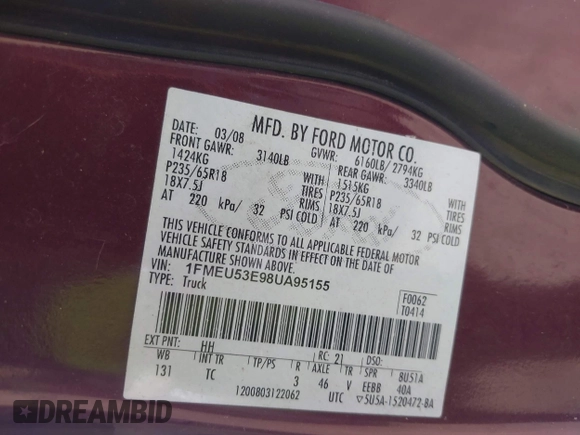 MFD. BY FORD MOTOR CO.
DATE: 03/08 GVWR: 6160LB/ 2794KG
FRONT GAWR: 3140LB REAR GAWR: 3340LB
1424KG WITH 1515KG WITH
P235/65R18 TIRES P235/65R18 TIRES
18X7.5J RIMS 18X7.5J RIMS
AT 220 kPa/ 32 PSI COLD AT 220 kPa/ 32 PSI COLD
THIS VEHICLE CONFORMS TO ALL APPLICABLE FEDERAL MOTOR
VEHICLE SAFETY STANDARDS IN EFFECT ON THE DATE OF
MANUFACTURE SHOWN ABOVE.
VIN: 1FMEU53E98UA95155
TYPE: Truck
F0062
T0414
EXT PNT: HH RC: 21 DSO:
WB INT TR TP/PS R AXLE TR SPR BU51A
131 TC 3 46 V EEBB 40A
1200803122062 UTC 5U5A-1520472-BA
DREAMBID